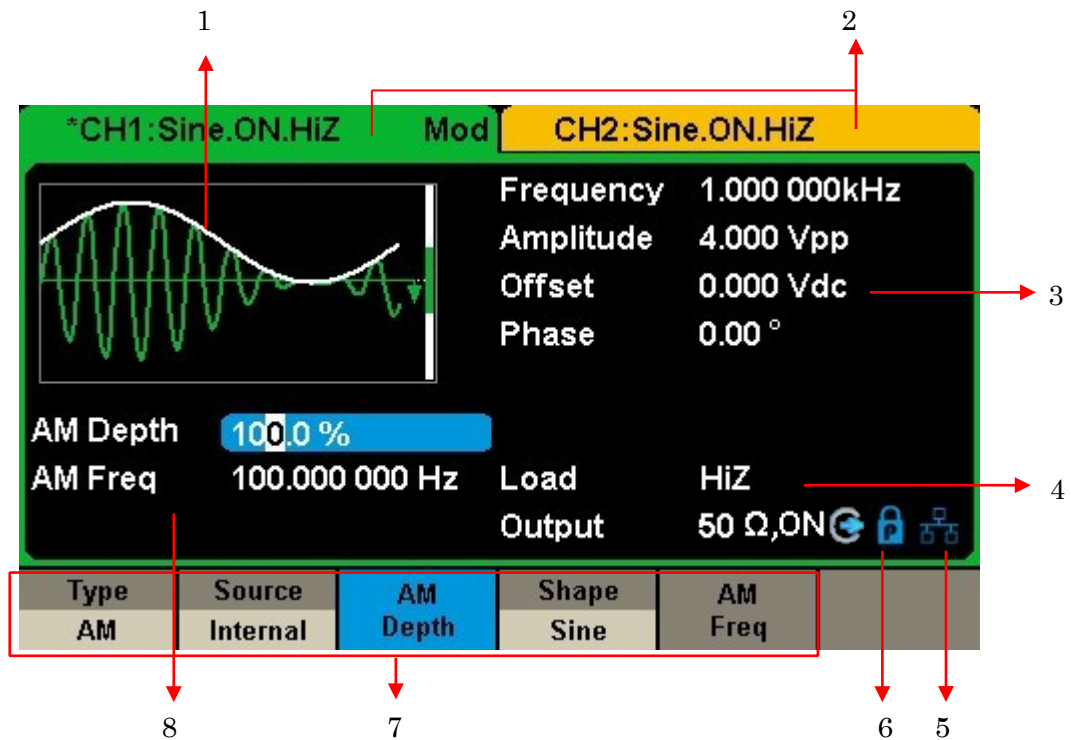 1 2
*CH1:Sine.ON.HiZ Mod CH2:Sine.ON.HiZ
Frequency 1.000 000kHz
Amplitude 4.000 Vpp
Offset 0.000 Vdc
3
Phase 0.00 °
AM Depth 100.0 %
AM Freq 100.000 000 Hz Load HiZ
4
Output 50 Ω,ON P
Type Source AM Shape AM
AM Internal Depth Sine Freq
8 7 6 5